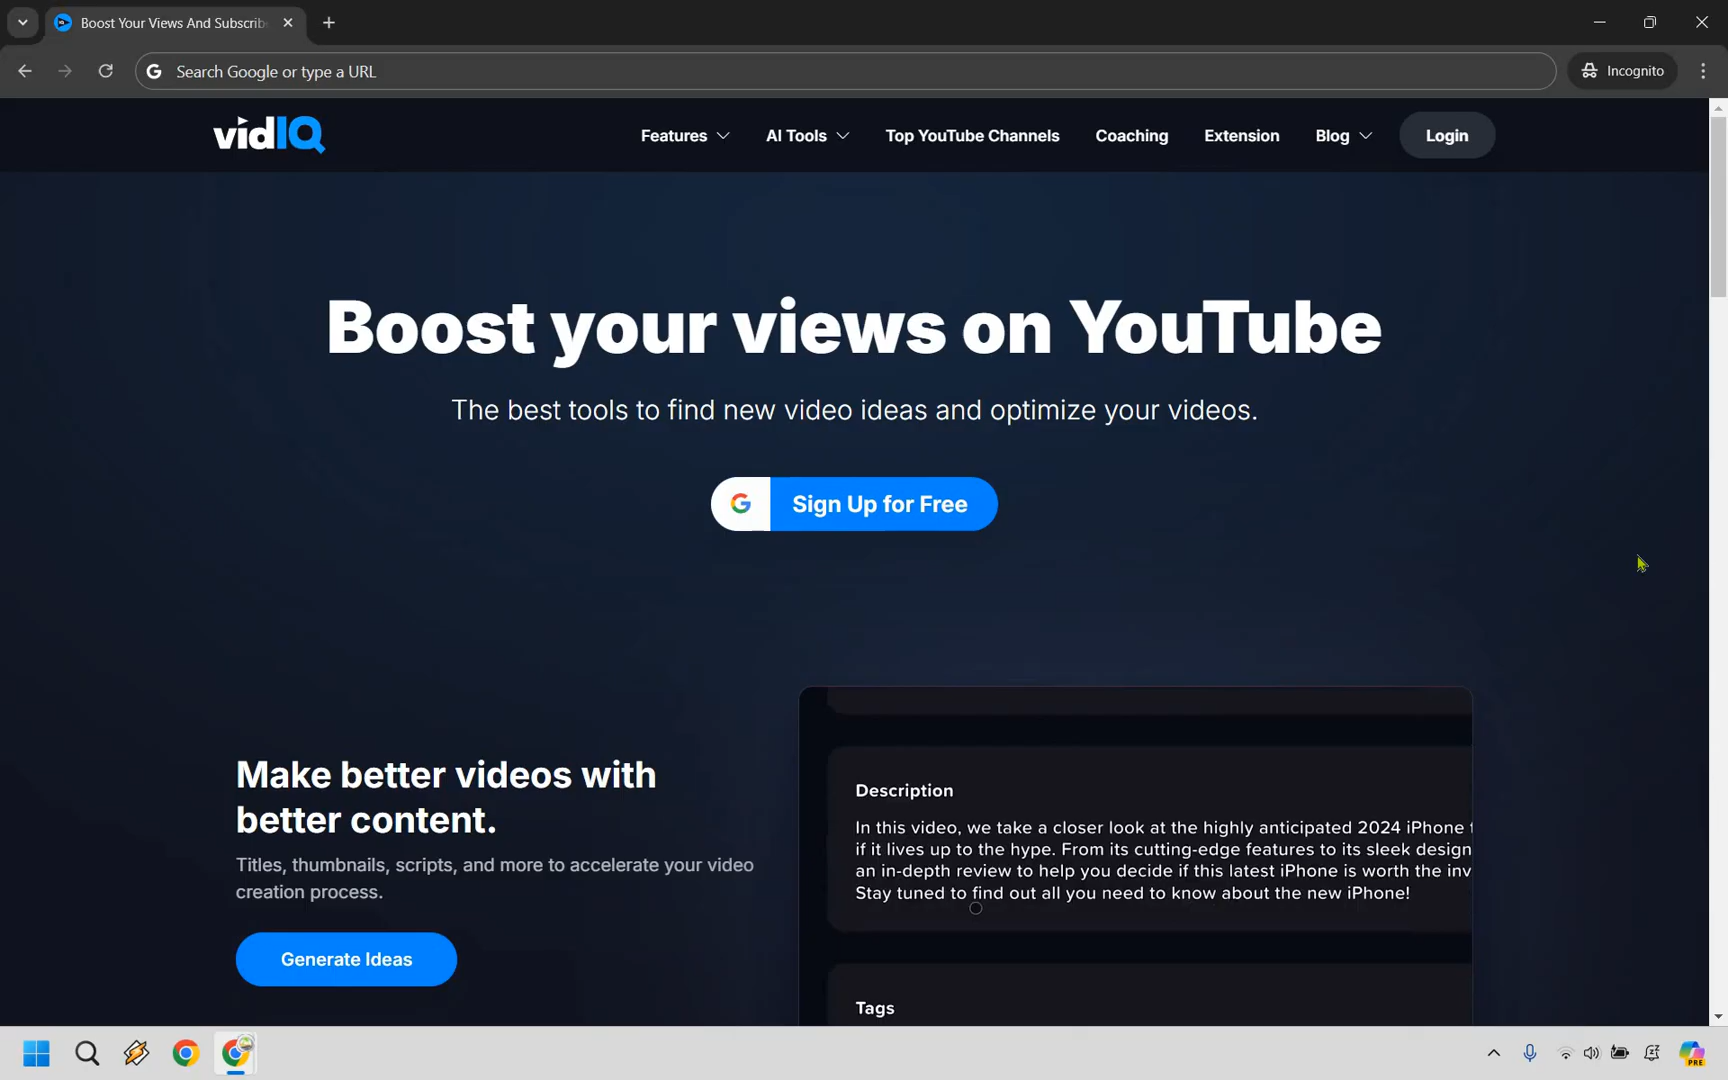 Boost Your Views And Subscrib
Search Google or type a URL
Incognito
vidIQ
Features
AI Tools
Top YouTube Channels
Coaching
Extension
Blog
Login
Boost your views on YouTube
The best tools to find new video ideas and optimize your videos.
G Sign Up for Free
Make better videos with
better content.
Titles, thumbnails, scripts, and more to accelerate your video
creation process.
Generate Ideas
Description
In this video, we take a closer look at the highly anticipated 2024 iPhone
if it lives up to the hype. From its cutting-edge features to its sleek design
an in-depth review to help you decide if this latest iPhone is worth the inv
Stay tuned to find out all you need to know about the new iPhone!
Tags
PRE